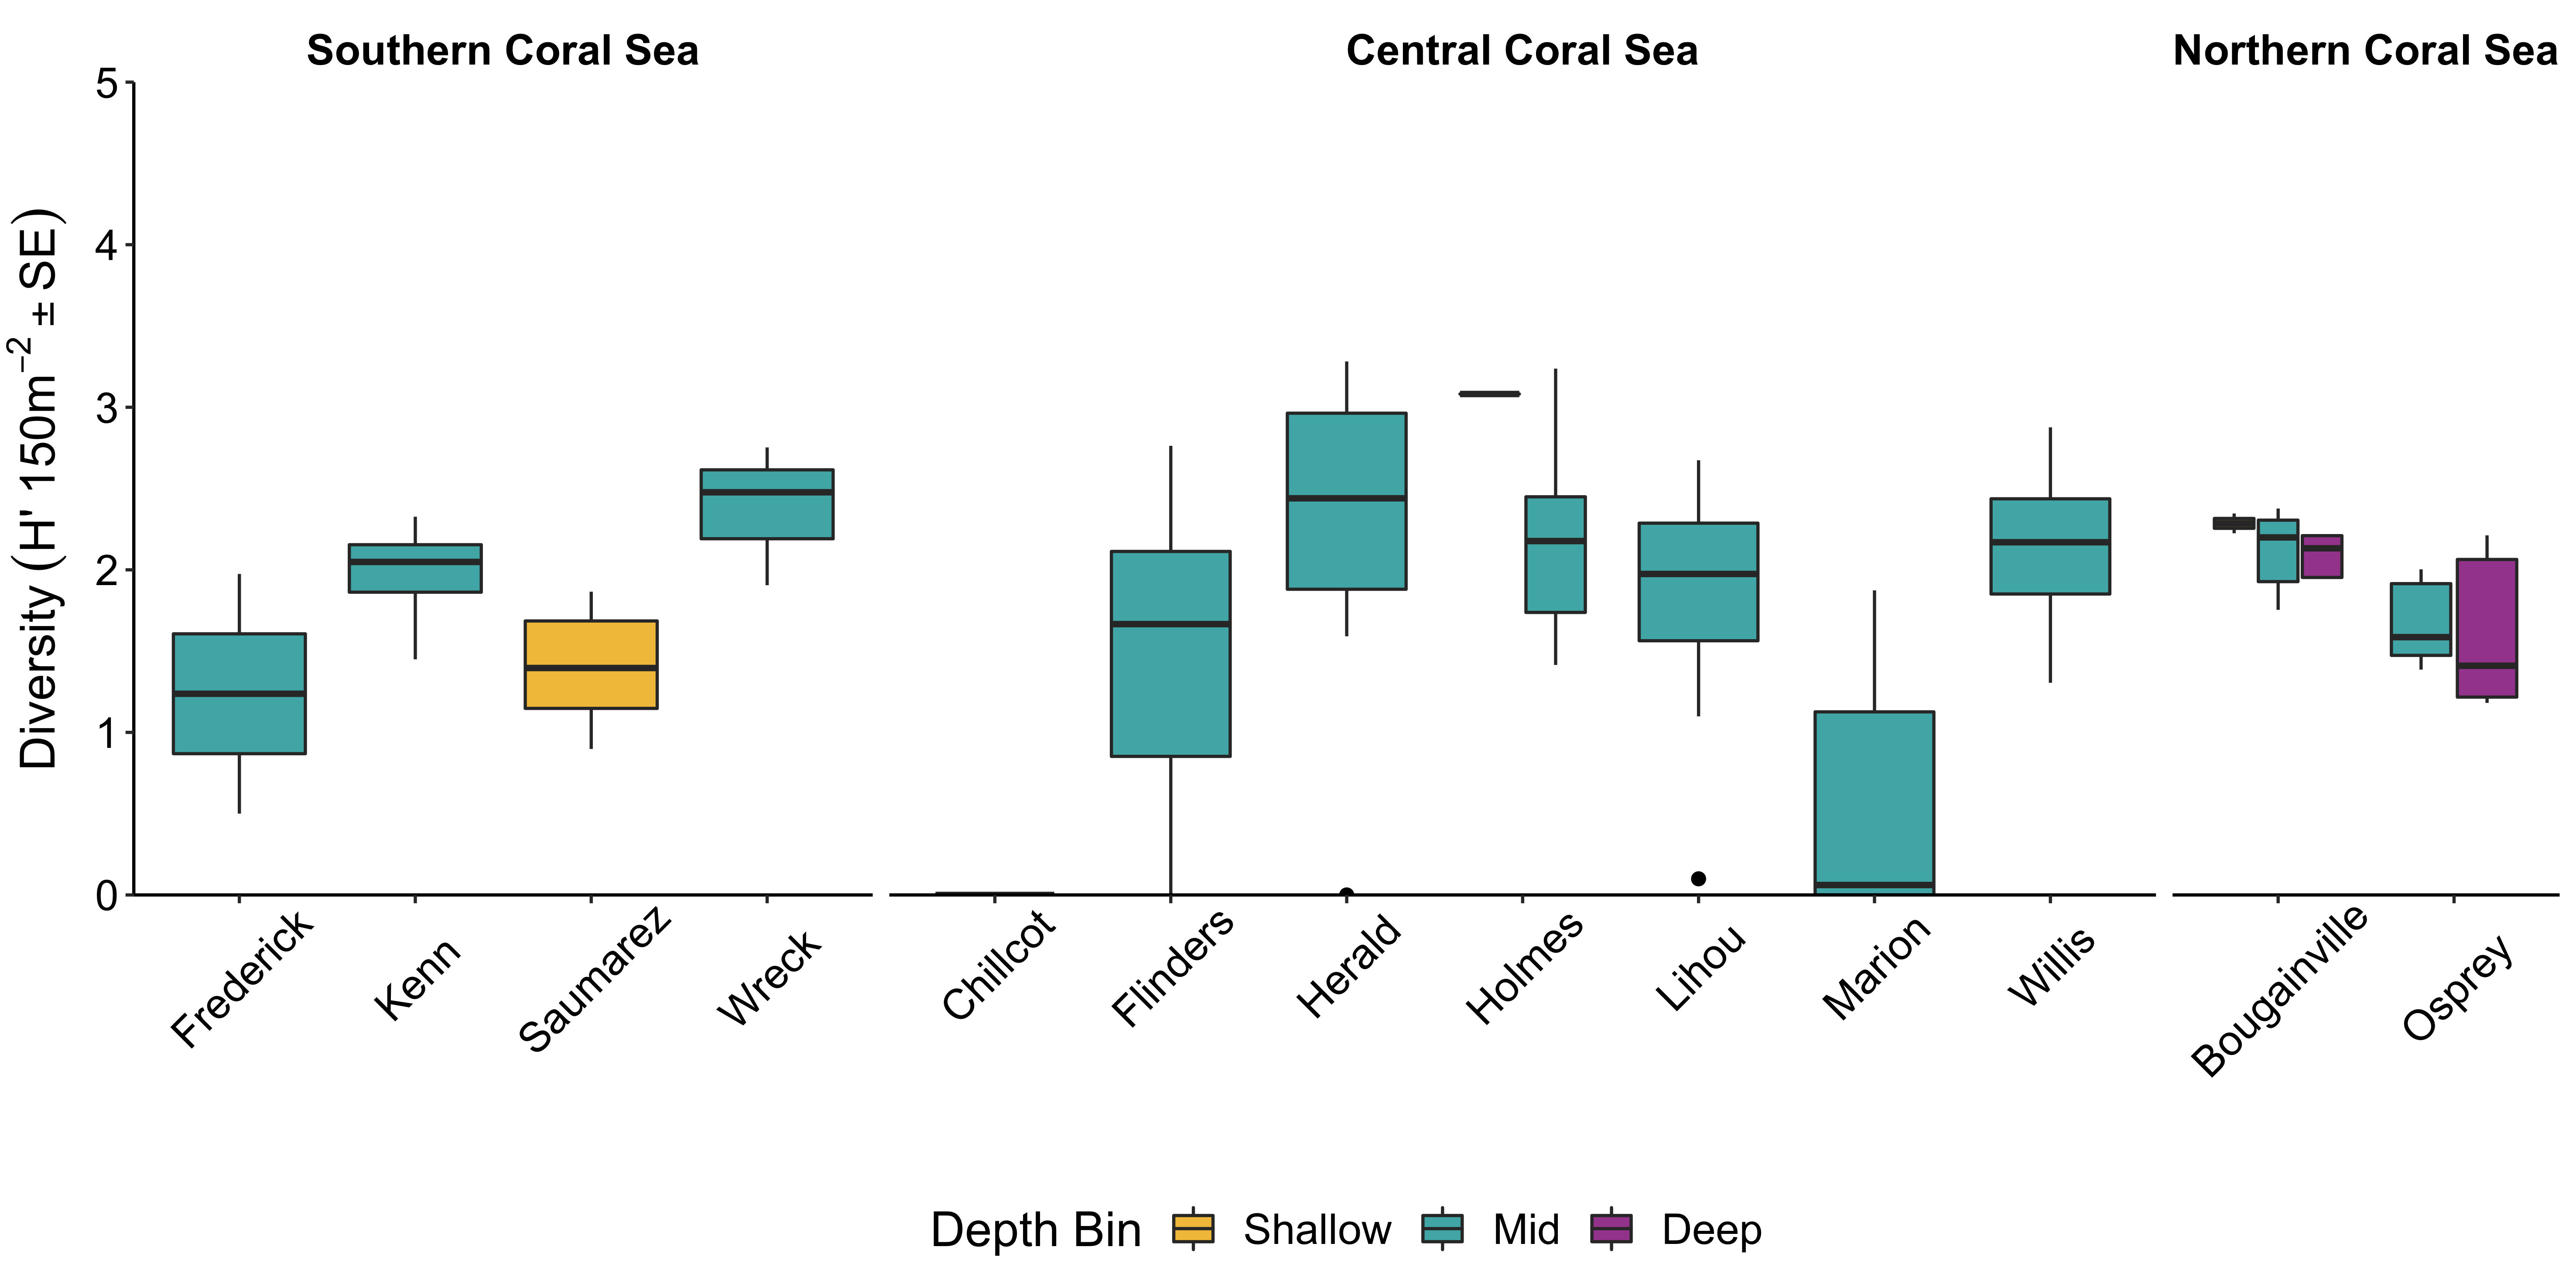 Southern Coral Sea
Central Coral Sea
Northern Coral Sea
Diversity (H' 150m⁻² ± SE)
5
4
3
2
1
0
Frederick
Kenn
Saumarez
Wreck
Chillcot
Flinders
Herald
Holmes
Lihou
Marion
Willis
Bougainville
Osprey
Depth Bin Shallow Mid Deep